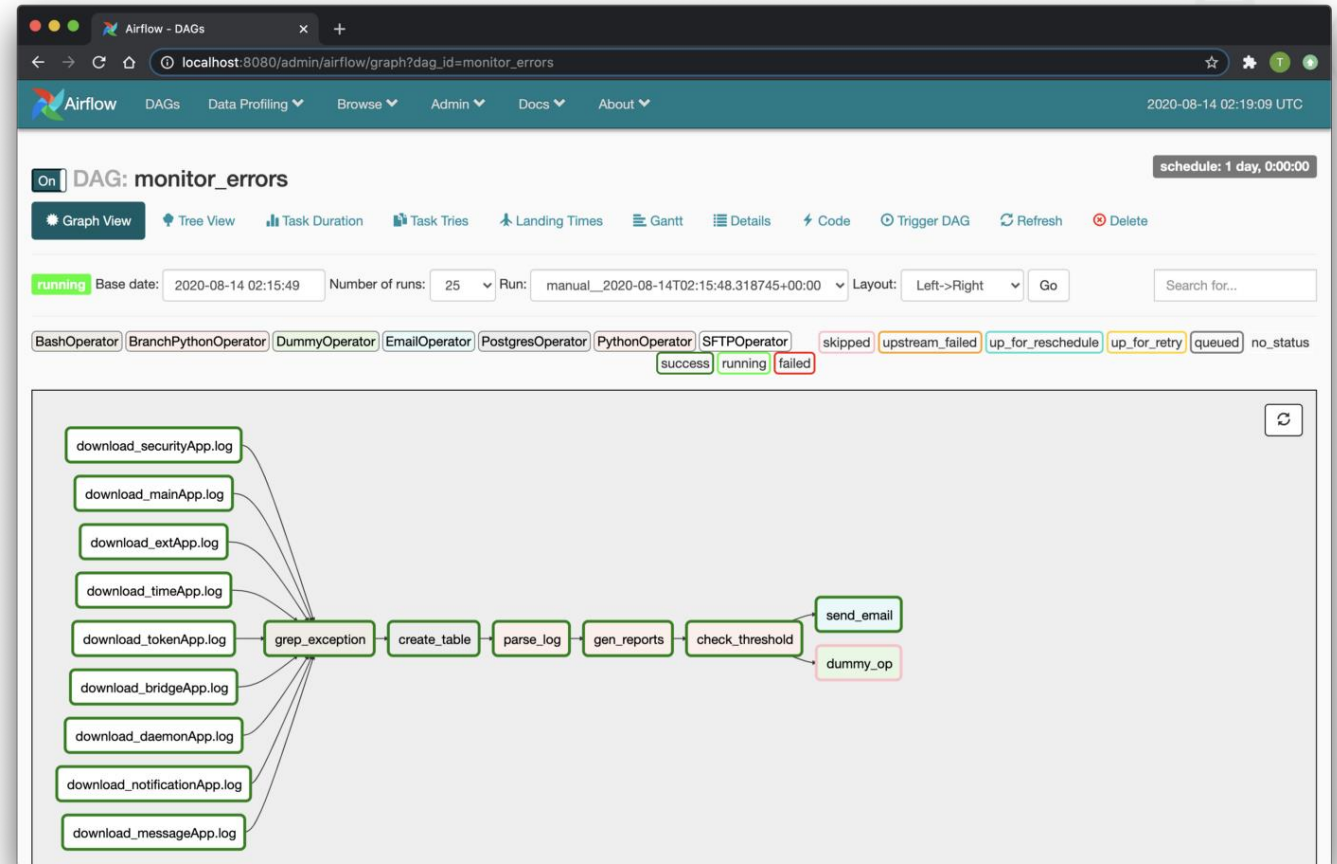 Airflow - DAGs
localhost:8080/admin/airflow/graph?dag_id=monitor_errors
T
Airflow DAGs Data Profiling Browse Admin Docs About 2020-08-14 02:19:09 UTC
On DAG: monitor_errors schedule: 1 day, 0:00:00
Graph View Tree View Task Duration Task Tries Landing Times Gantt Details Code Trigger DAG Refresh Delete
running Base date: 2020-08-14 02:15:49 Number of runs: 25 Run: manual__2020-08-14T02:15:48.318745+00:00 Layout: Left->Right Go Search for...
BashOperator BranchPythonOperator DummyOperator EmailOperator PostgresOperator PythonOperator SFTPOperator skipped upstream_failed up_for_reschedule up_for_retry queued no_status
success running failed
download_securityApp.log
download_mainApp.log
download_extApp.log
download_timeApp.log
send_email
download_tokenApp.log grep_exception create_table parse_log gen_reports check_threshold
dummy_op
download_bridgeApp.log
download_daemonApp.log
download_notificationApp.log
download_messageApp.log